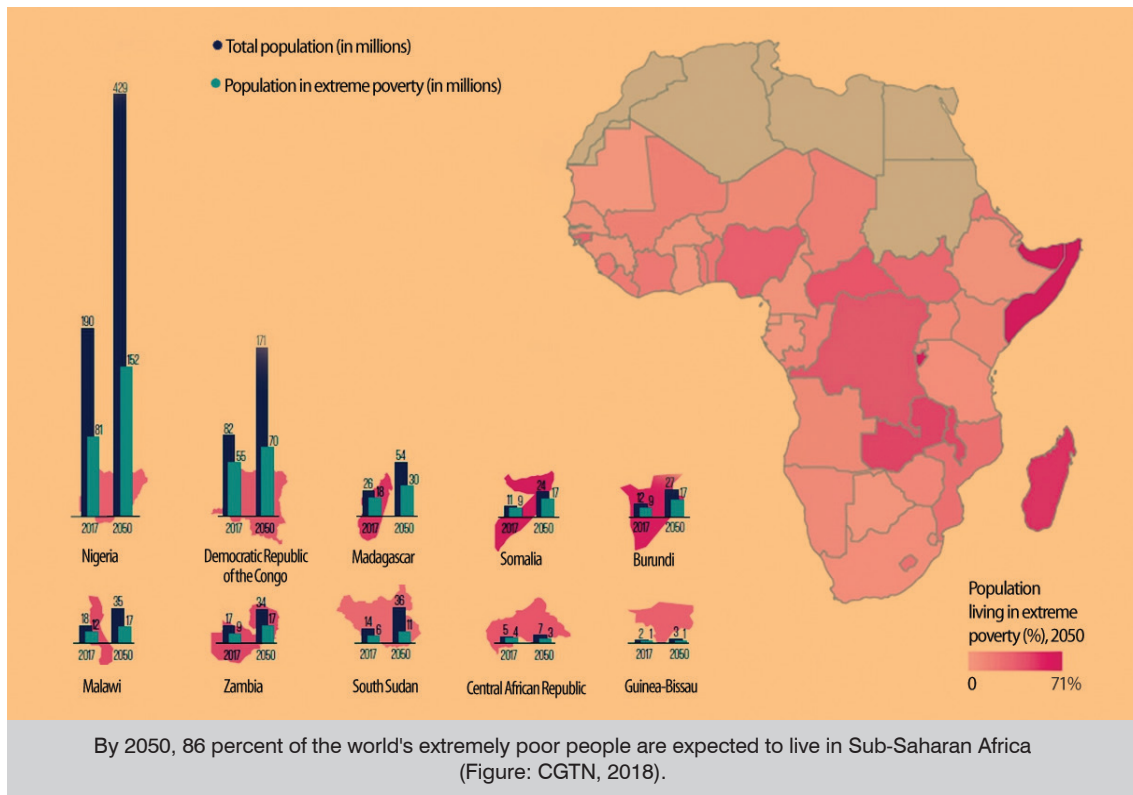 Total population (in millions)
Population in extreme poverty (in millions)
429
190
152
81
2017 2050
Nigeria
171
82
70
55
2017 2050
Democratic Republic
of the Congo
54
26
30
18
2017 2050
Madagascar
24
17
11 9
2017 2050
Somalia
27
17
12 9
2017 2050
Burundi
35
18
17
12
2017 2050
Malawi
34
17
17
9
2017 2050
Zambia
36
14
11
6
2017 2050
South Sudan
5 4
7 3
2017 2050
Central African Republic
2 1
3 1
2017 2050
Guinea-Bissau
Population
living in extreme
poverty (%), 2050
0 71%
By 2050, 86 percent of the world's extremely poor people are expected to live in Sub-Saharan Africa
(Figure: CGTN, 2018).